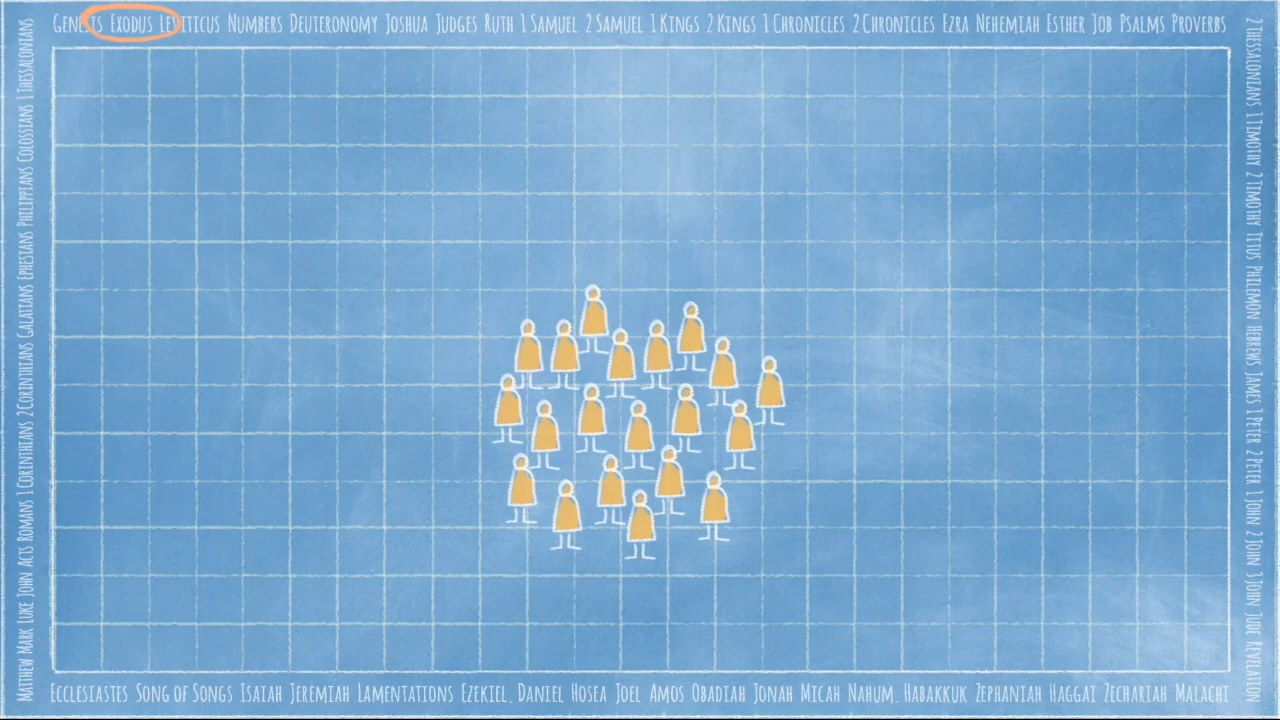 Genesis Exodus Leviticus Numbers Deuteronomy Joshua Judges Ruth 1 Samuel 2 Samuel 1 Kings 2 Kings 1 Chronicles 2 Chronicles Ezra Nehemiah Esther Job Psalms Proverbs
Ecclesiastes Song of Songs Isaiah Jeremiah Lamentations Ezekiel. Daniel Hosea Joel Amos Obadiah Jonah Micah Nahum. Habakkuk Zephaniah Haggai Zechariah Malachi
Matthew Mark Luke John Acts Romans 1 Corinthians 2 Corinthians Galatians Ephesians Philippians Colossians 1 Thessalonians
2 Thessalonians 1 Timothy 2 Timothy Titus Philemon Hebrews James 1 Peter 2 Peter 1 John 2 John 3 John Jude Revelation